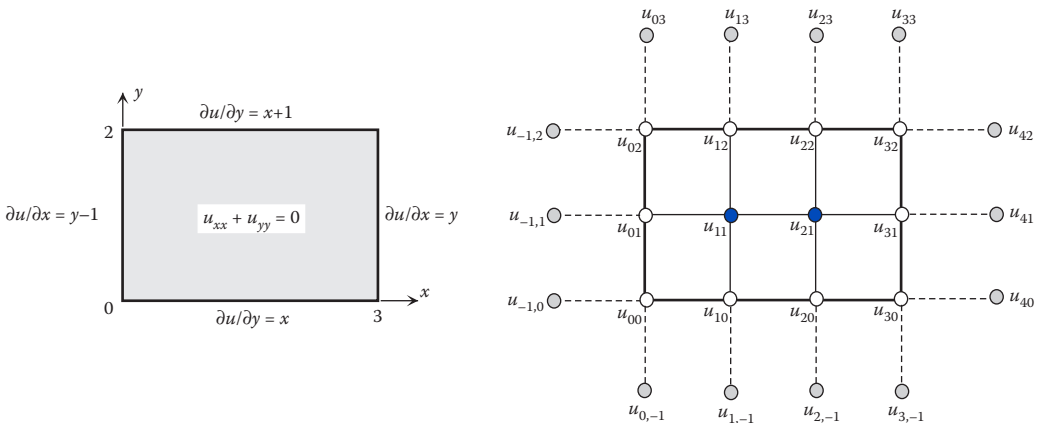 y
∂u/∂y = x+1
2
∂u/∂x = y−1
uₓₓ + u_yy = 0
∂u/∂x = y
0
∂u/∂y = x
3
x
u₀₃ u₁₃ u₂₃ u₃₃
u₋₁,₂ u₀₂ u₁₂ u₂₂ u₃₂ u₄₂
u₋₁,₁ u₀₁ u₁₁ u₂₁ u₃₁ u₄₁
u₋₁,₀ u₀₀ u₁₀ u₂₀ u₃₀ u₄₀
u₀,₋₁ u₁,₋₁ u₂,₋₁ u₃,₋₁